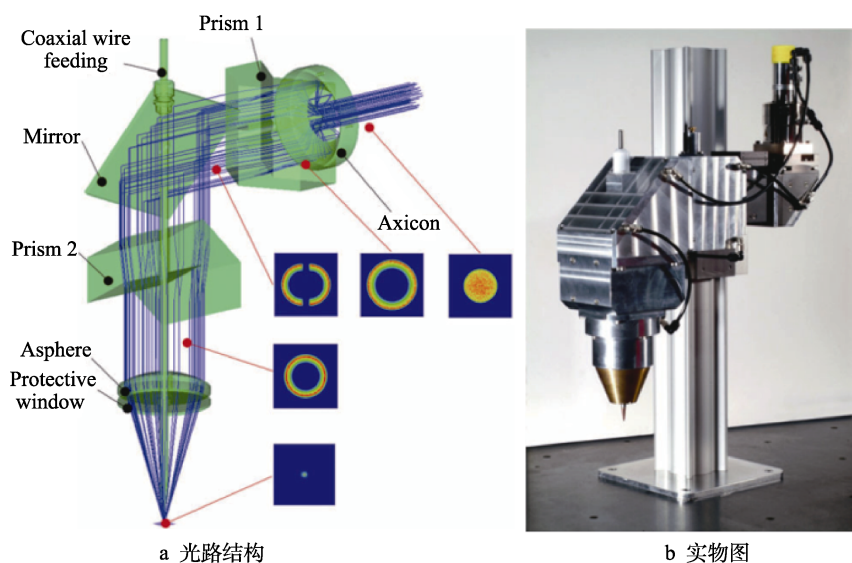 Prism 1
Coaxial wire
feeding
Mirror
Axicon
Prism 2
Asphere
Protective
window
a 光路结构
b 实物图